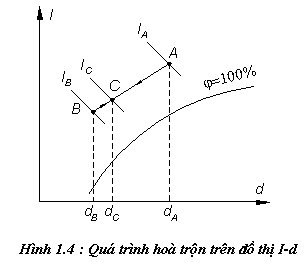 I
I_A
A
I_C
I_B
C
B
φ=100%
d
d_B d_C d_A
Hình 1.4 : Quá trình hoà trộn trên đồ thị I-d